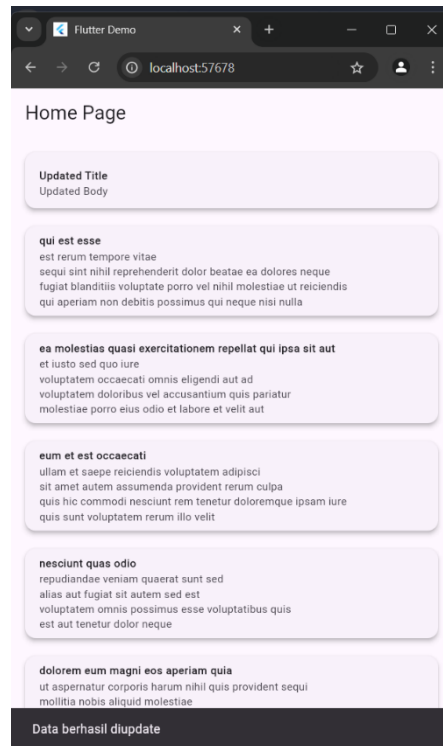 Flutter Demo
localhost:57678
Home Page
Updated Title
Updated Body
qui est esse
est rerum tempore vitae
sequi sint nihil reprehenderit dolor beatae ea dolores neque
fugiat blanditiis voluptate porro vel nihil molestiae ut reiciendis
qui aperiam non debitis possimus qui neque nisi nulla
ea molestias quasi exercitationem repellat qui ipsa sit aut
et iusto sed quo iure
voluptatem occaecati omnis eligendi aut ad
voluptatem doloribus vel accusantium quis pariatur
molestiae porro eius odio et labore et velit aut
eum et est occaecati
ullam et saepe reiciendis voluptatem adipisci
sit amet autem assumenda provident rerum culpa
quis hic commodi nesciunt rem tenetur doloremque ipsam iure
quis sunt voluptatem rerum illo velit
nesciunt quas odio
repudiandae veniam quaerat sunt sed
alias aut fugiat sit autem sed est
voluptatem omnis possimus esse voluptatibus quis
est aut tenetur dolor neque
dolorem eum magni eos aperiam quia
ut aspernatur corporis harum nihil quis provident sequi
mollitia nobis aliquid molestiae
Data berhasil diupdate